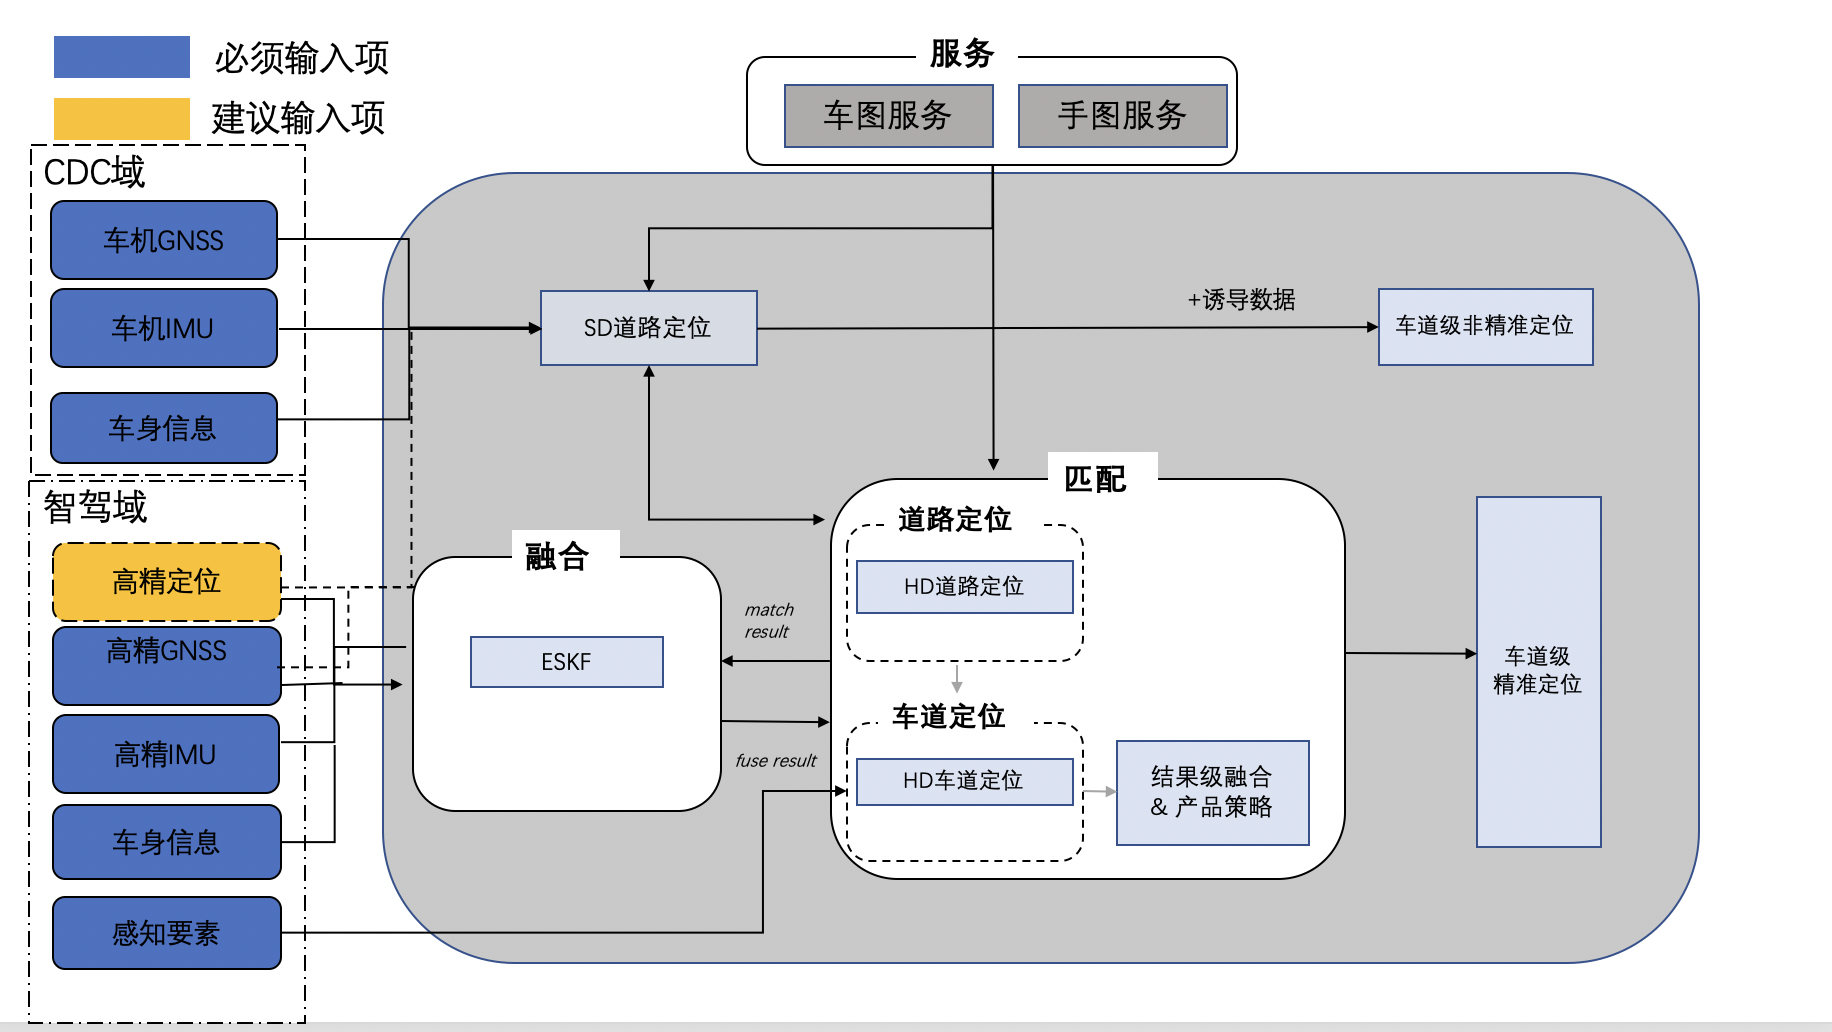 必须输入项
建议输入项
服务
车图服务
手图服务
CDC域
车机GNSS
车机IMU
车身信息
SD道路定位
+诱导数据
车道级非精准定位
智驾域
高精定位
高精GNSS
高精IMU
车身信息
感知要素
融合
ESKF
match
result
fuse result
匹配
道路定位
HD道路定位
车道定位
HD车道定位
结果级融合
& 产品策略
车道级
精准定位